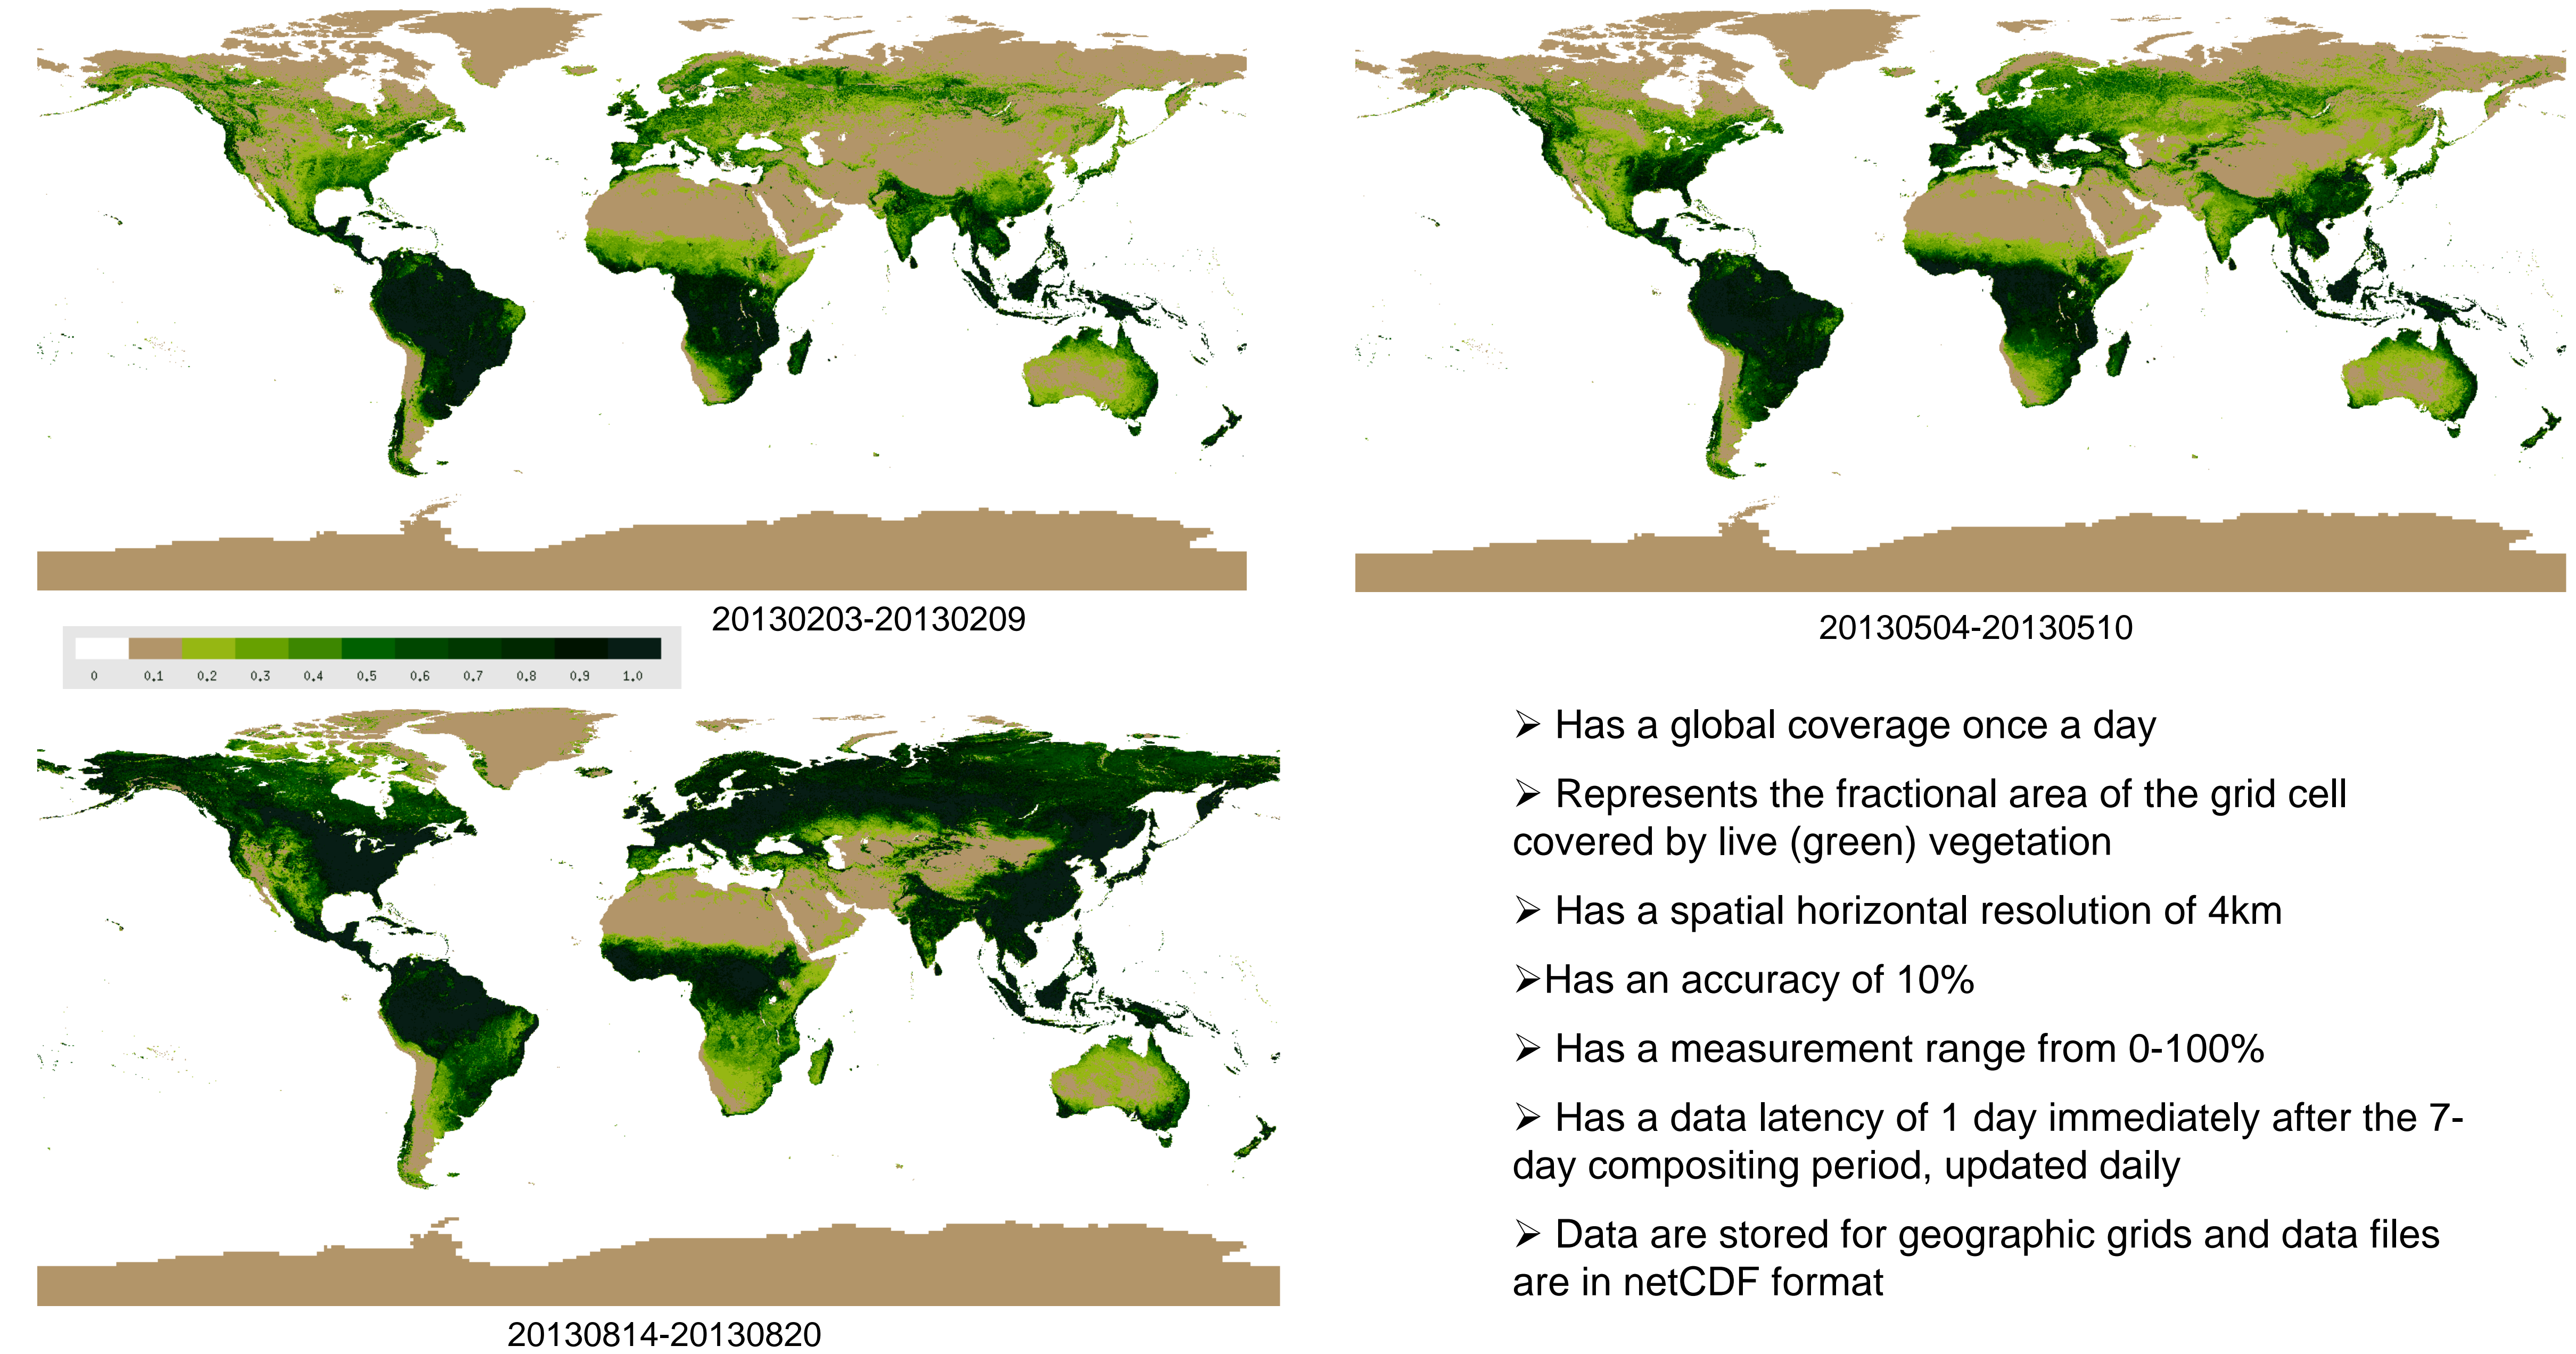 20130203-20130209
20130504-20130510
0 0.1 0.2 0.3 0.4 0.5 0.6 0.7 0.8 0.9 1.0
➢ Has a global coverage once a day
➢ Represents the fractional area of the grid cell
covered by live (green) vegetation
➢ Has a spatial horizontal resolution of 4km
➢Has an accuracy of 10%
➢ Has a measurement range from 0-100%
➢ Has a data latency of 1 day immediately after the 7-
day compositing period, updated daily
➢ Data are stored for geographic grids and data files
are in netCDF format
20130814-20130820